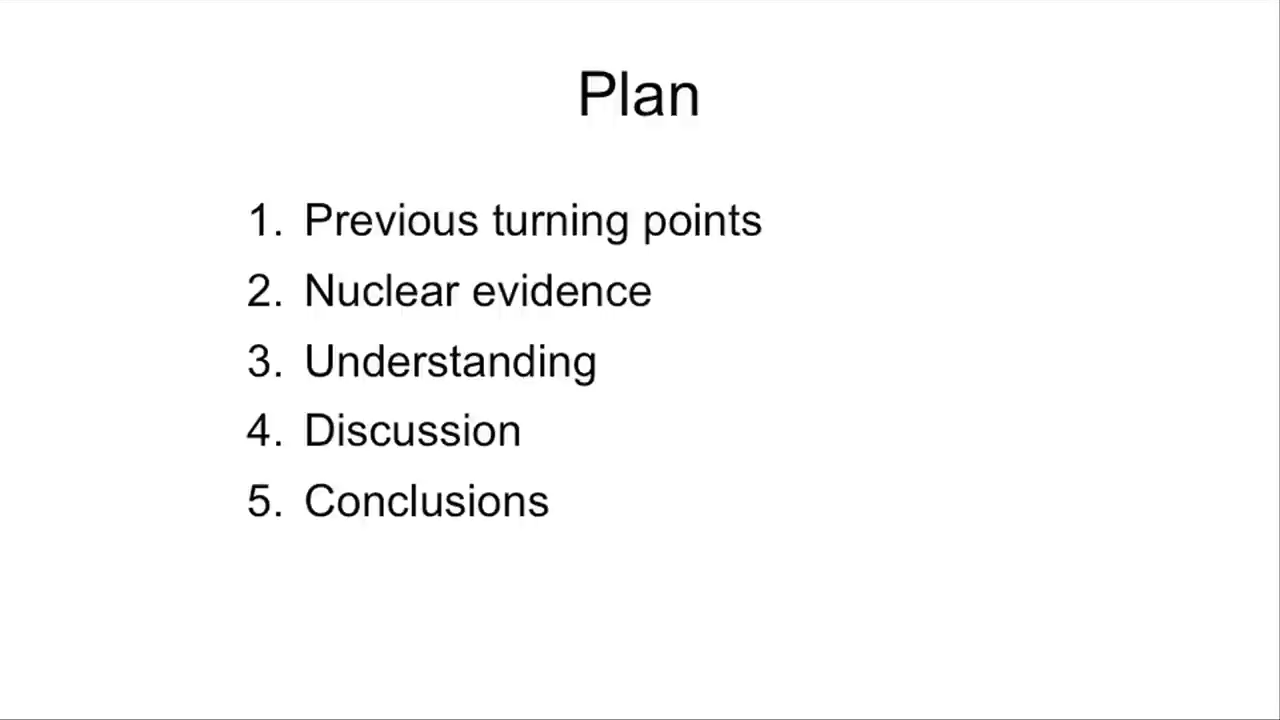 Plan
1. Previous turning points
2. Nuclear evidence
3. Understanding
4. Discussion
5. Conclusions